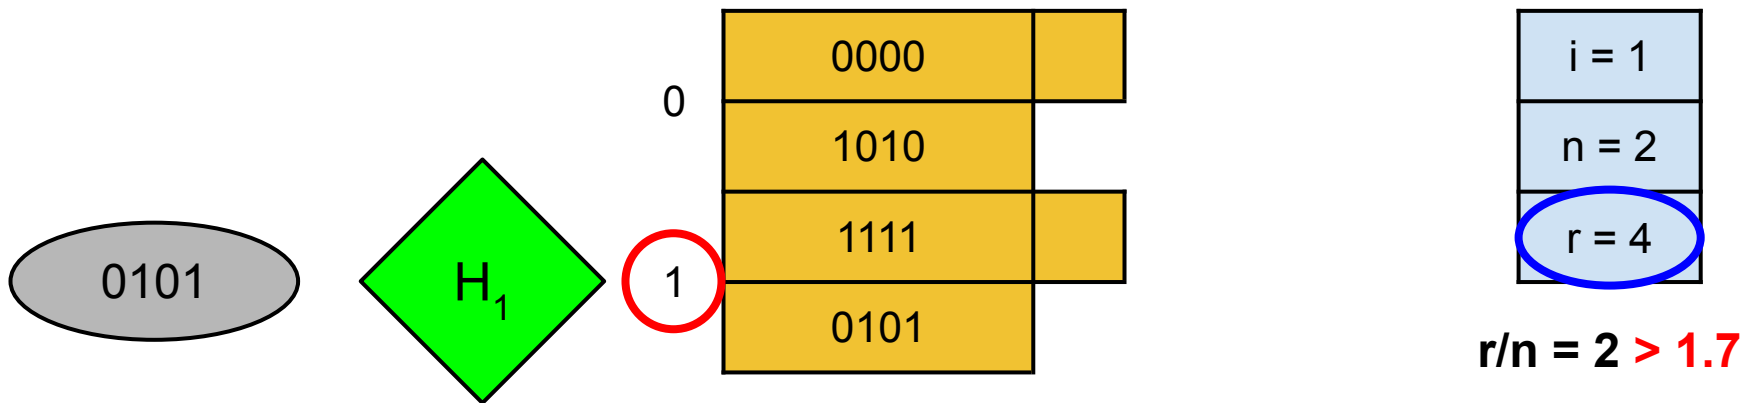 0000
i = 1
0
1010
n = 2
1111
r = 4
0101
H₁
1
0101
r/n = 2 > 1.7